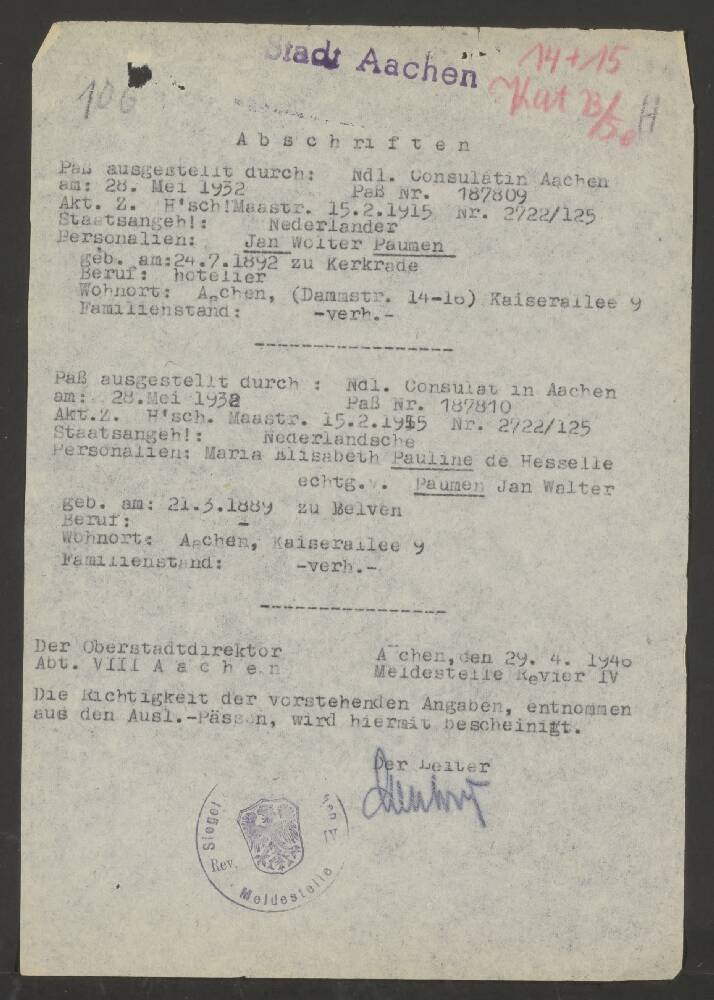 Stadt Aachen
14+15
106
Kat B/
H
Abschriften
Paß ausgestellt durch: Ndl. Consulatin Aachen
am: 28. Mei 1932 Paß Nr. 187809
Akt. Z. H'sch!Maastr. 15.2.1915 Nr. 2722/125
Staatsangeh!: Nederlander
Personalien: Jan Wolter Paumen
geb. am:24.7.1892 zu Kerkrade
Beruf: hotelier
Wohnort: Aachen, (Dammstr. 14-16) Kaiserallee 9
Familienstand: -verh.-
------------------
Paß ausgestellt durch : Ndl. Consulat in Aachen
am: 28.Mei 1932 Paß Nr. 187810
Akt.Z. H'sch. Maastr. 15.2.1915 Nr. 2722/125
Staatsangeh!: Nederlandsche
Personalien: Maria Elisabeth Pauline de Hesselle
echtg.v. Paumen Jan Walter
geb. am: 21.3.1889 zu Belven
Beruf: -
Wohnort: Aachen, Kaiserallee 9
Familienstand: -verh.-
-----------------
Der Oberstadtdirektor Aachen,den 29. 4. 1946
Abt. VIII A a c h e n Meldestelle Revier IV
Die Richtigkeit der vorstehenden Angaben, entnommen
aus den Ausl.-Pässen, wird hiermit bescheinigt.
Der Leiter
Siegel
Rev. IV
Meldestelle